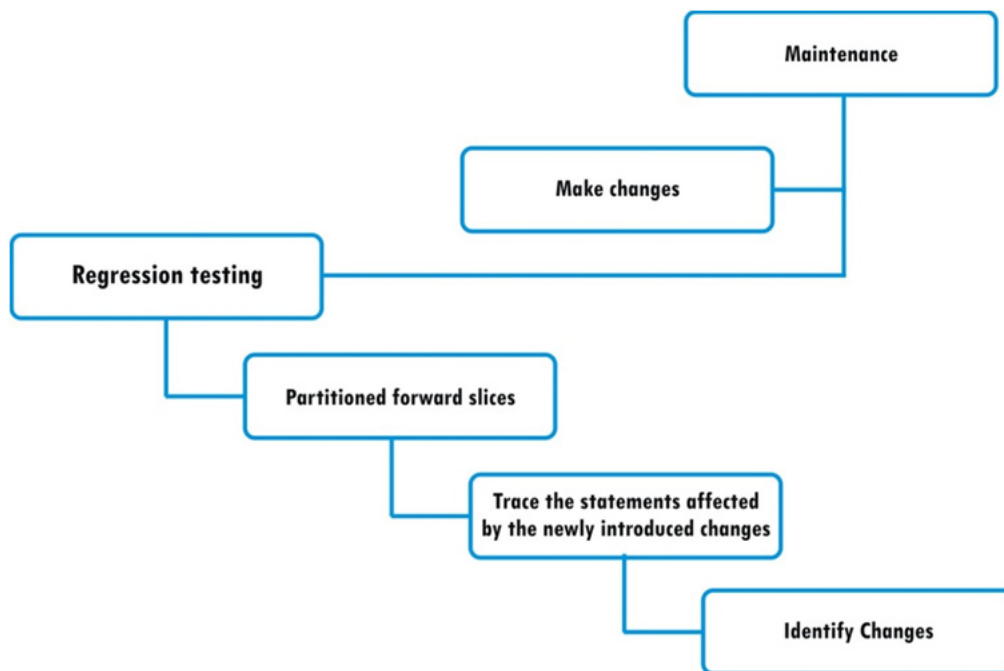 Maintenance
Make changes
Regression testing
Partitioned forward slices
Trace the statements affected
by the newly introduced changes
Identify Changes